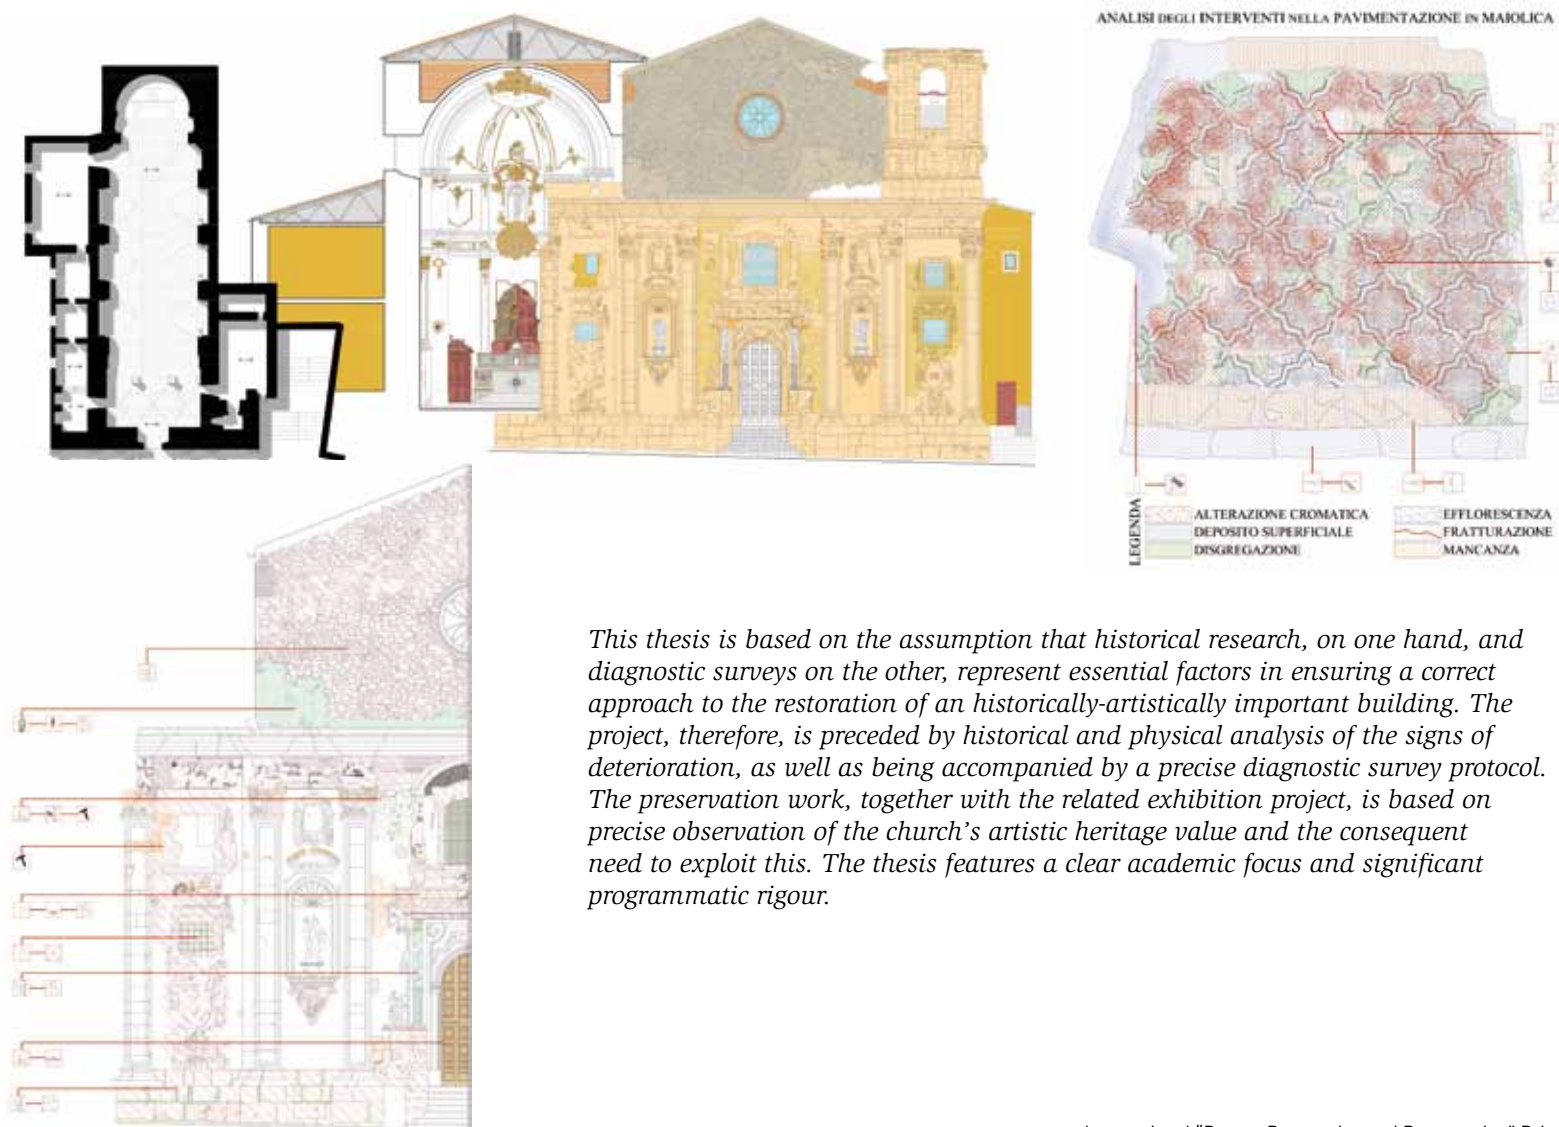 ANALISI DEGLI INTERVENTI NELLA PAVIMENTAZIONE IN MAIOLICA
LEGENDA
ALTERAZIONE CROMATICA
DEPOSITO SUPERFICIALE
DISGREGAZIONE
EFFLORESCENZA
FRATTURAZIONE
MANCANZA
This thesis is based on the assumption that historical research, on one hand, and
diagnostic surveys on the other, represent essential factors in ensuring a correct
approach to the restoration of an historically-artistically important building. The
project, therefore, is preceded by historical and physical analysis of the signs of
deterioration, as well as being accompanied by a precise diagnostic survey protocol.
The preservation work, together with the related exhibition project, is based on
precise observation of the church's artistic heritage value and the consequent
need to exploit this. The thesis features a clear academic focus and significant
programmatic rigour.